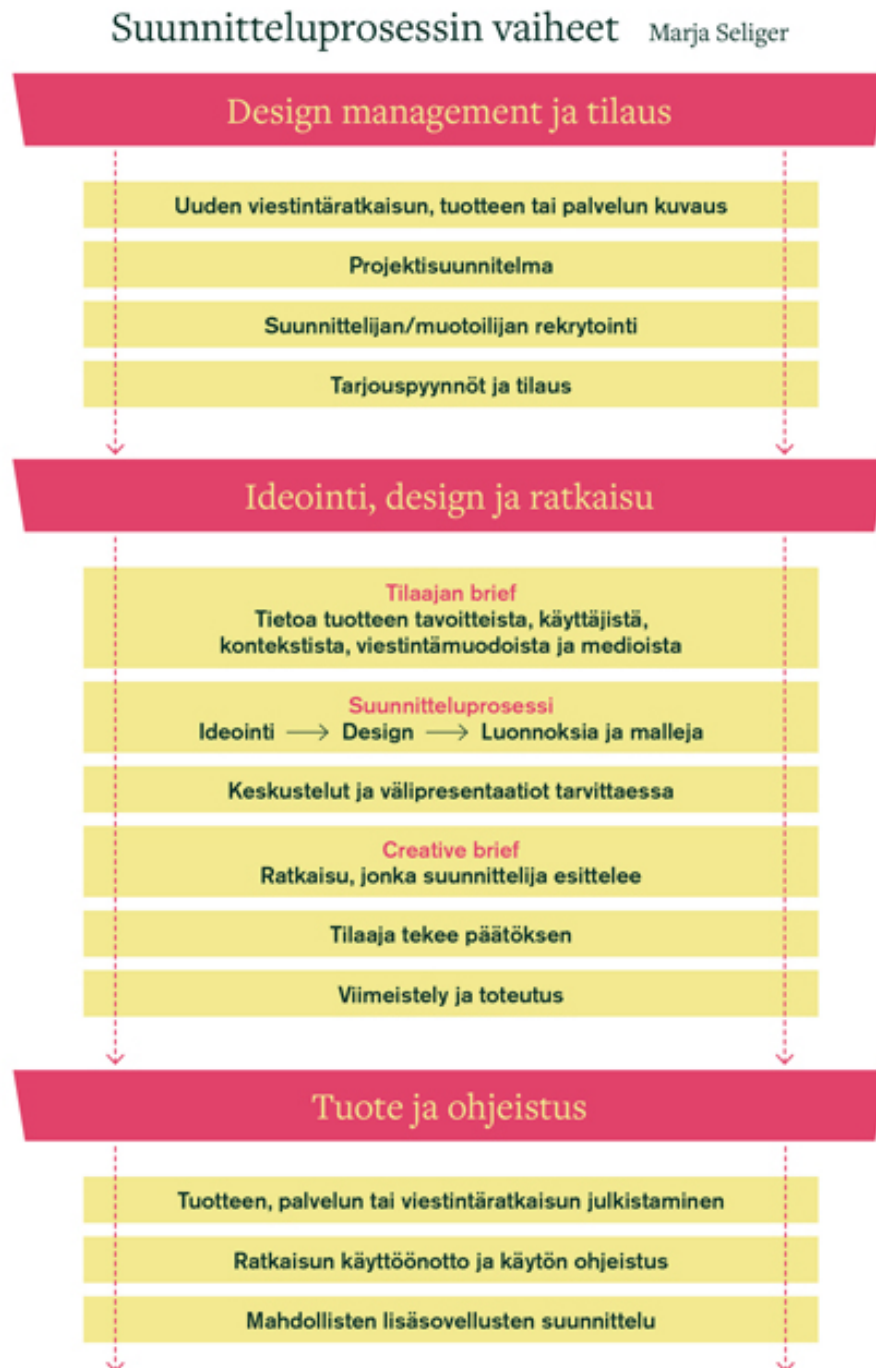 Suunnitteluprosessin vaiheet Marja Seliger
Design management ja tilaus
Uuden viestintäratkaisun, tuotteen tai palvelun kuvaus
Projektisuunnitelma
Suunnittelijan/muotoilijan rekrytointi
Tarjouspyynnöt ja tilaus
Ideointi, design ja ratkaisu
Tilaajan brief
Tietoa tuotteen tavoitteista, käyttäjistä,
kontekstista, viestintämuodoista ja medioista
Suunnitteluprosessi
Ideointi → Design → Luonnoksia ja malleja
Keskustelut ja välipresentaatiot tarvittaessa
Creative brief
Ratkaisu, jonka suunnittelija esittelee
Tilaaja tekee päätöksen
Viimeistely ja toteutus
Tuote ja ohjeistus
Tuotteen, palvelun tai viestintäratkaisun julkistaminen
Ratkaisun käyttöönotto ja käytön ohjeistus
Mahdollisten lisäsovellusten suunnittelu